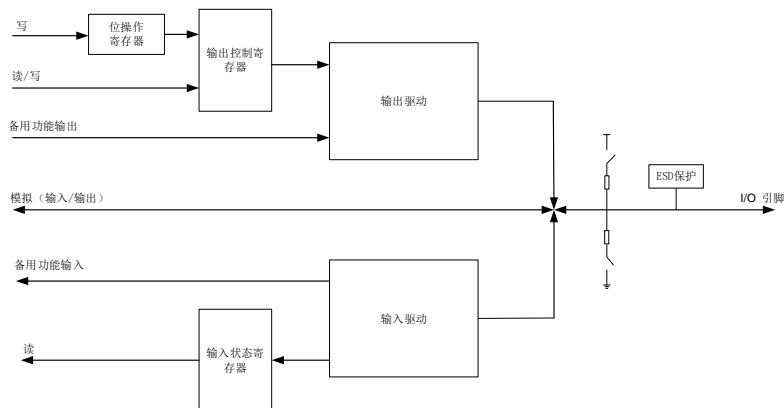 写
位操作
寄存器
输出控制寄
存器
读/写
输出驱动
备用功能输出
ESD保护
模拟（输入/输出）
I/O 引脚
备用功能输入
输入驱动
读
输入状态寄
存器